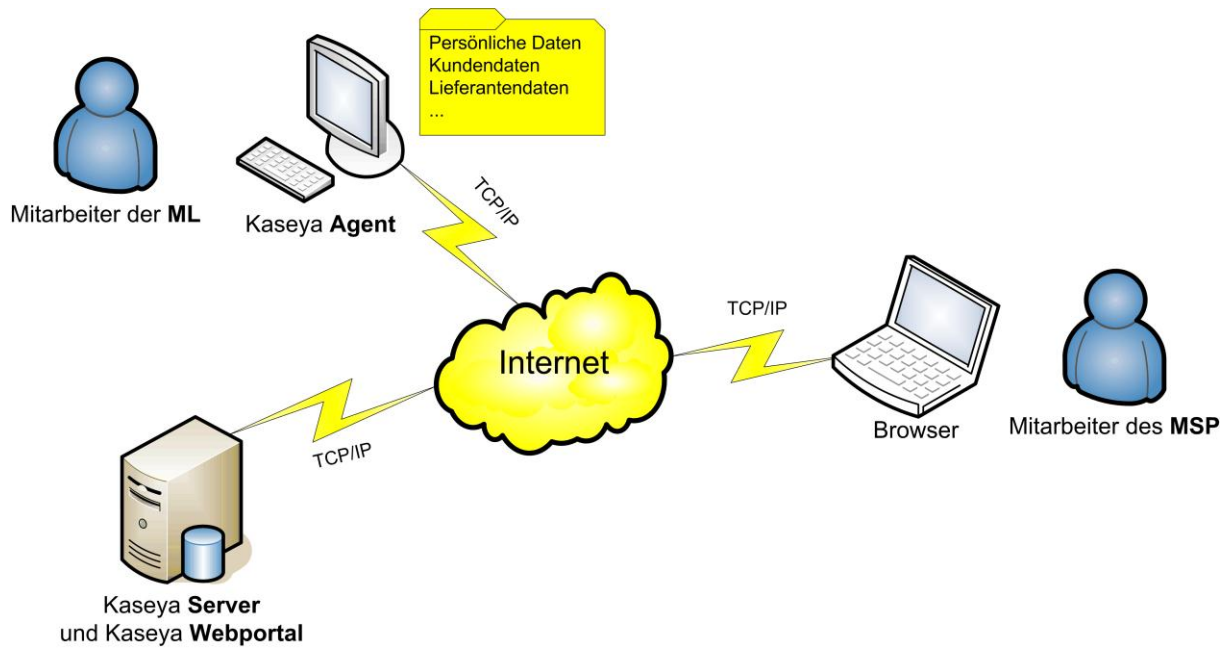 Persönliche Daten
Kundendaten
Lieferantendaten
...
Mitarbeiter der ML
Kaseya Agent
TCP/IP
Internet
TCP/IP
Browser
Mitarbeiter des MSP
TCP/IP
Kaseya Server
und Kaseya Webportal